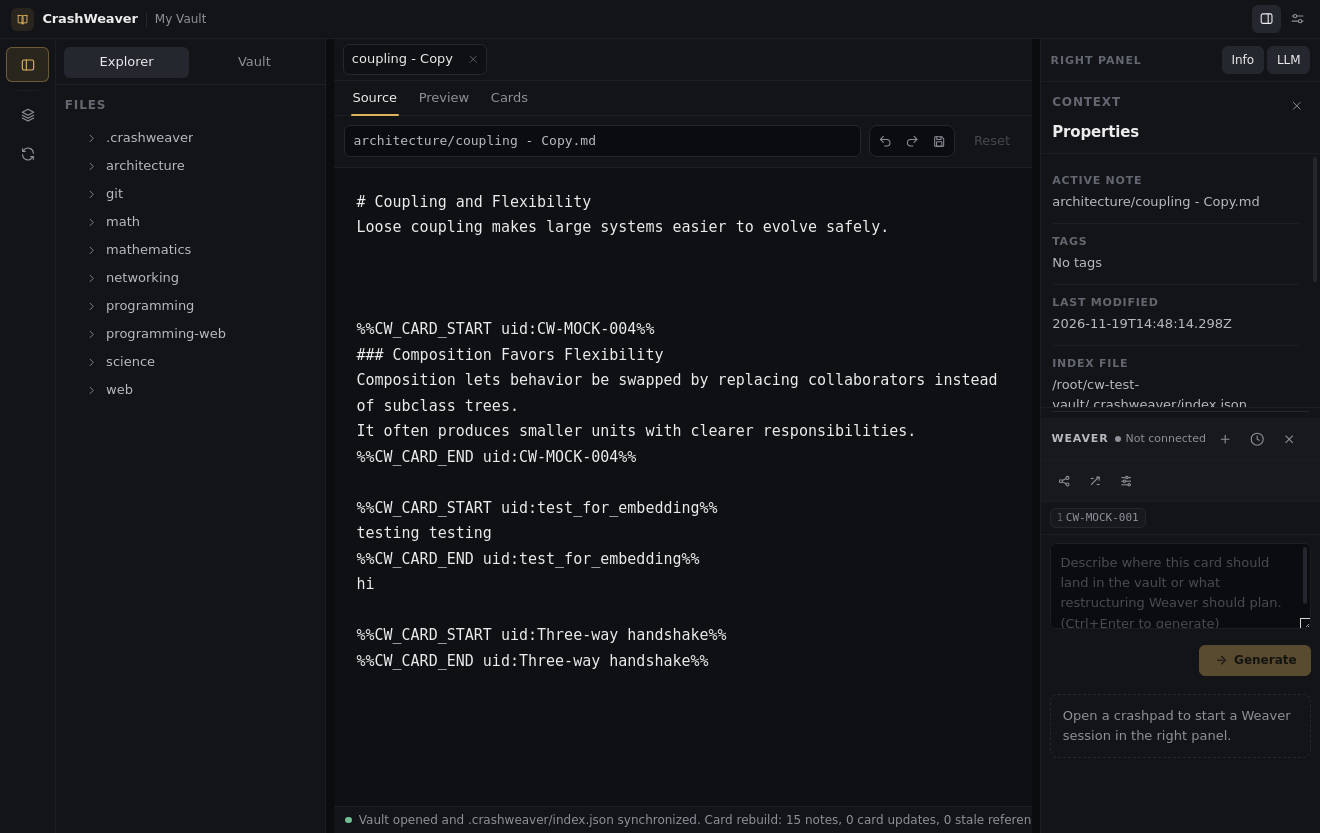 CrashWeaver
My Vault
Explorer
Vault
FILES
.crashweaver
architecture
git
math
mathematics
networking
programming
programming-web
science
web
coupling - Copy
Source
Preview
Cards
architecture/coupling - Copy.md
Reset
# Coupling and Flexibility
Loose coupling makes large systems easier to evolve safely.
%%CW_CARD_START uid:CW-MOCK-004%%
### Composition Favors Flexibility
Composition lets behavior be swapped by replacing collaborators instead
of subclass trees.
It often produces smaller units with clearer responsibilities.
%%CW_CARD_END uid:CW-MOCK-004%%
%%CW_CARD_START uid:test_for_embedding%%
testing testing
%%CW_CARD_END uid:test_for_embedding%%
hi
%%CW_CARD_START uid:Three-way handshake%%
%%CW_CARD_END uid:Three-way handshake%%
Vault opened and .crashweaver/index.json synchronized. Card rebuild: 15 notes, 0 card updates, 0 stale referen
RIGHT PANEL
Info
LLM
CONTEXT
Properties
ACTIVE NOTE
architecture/coupling - Copy.md
TAGS
No tags
LAST MODIFIED
2026-11-19T14:48:14.298Z
INDEX FILE
/root/cw-test-
vault/.crashweaver/index.json
WEAVER
Not connected
1 CW-MOCK-001
Describe where this card should
land in the vault or what
restructuring Weaver should plan.
(Ctrl+Enter to generate)
Generate
Open a crashpad to start a Weaver
session in the right panel.